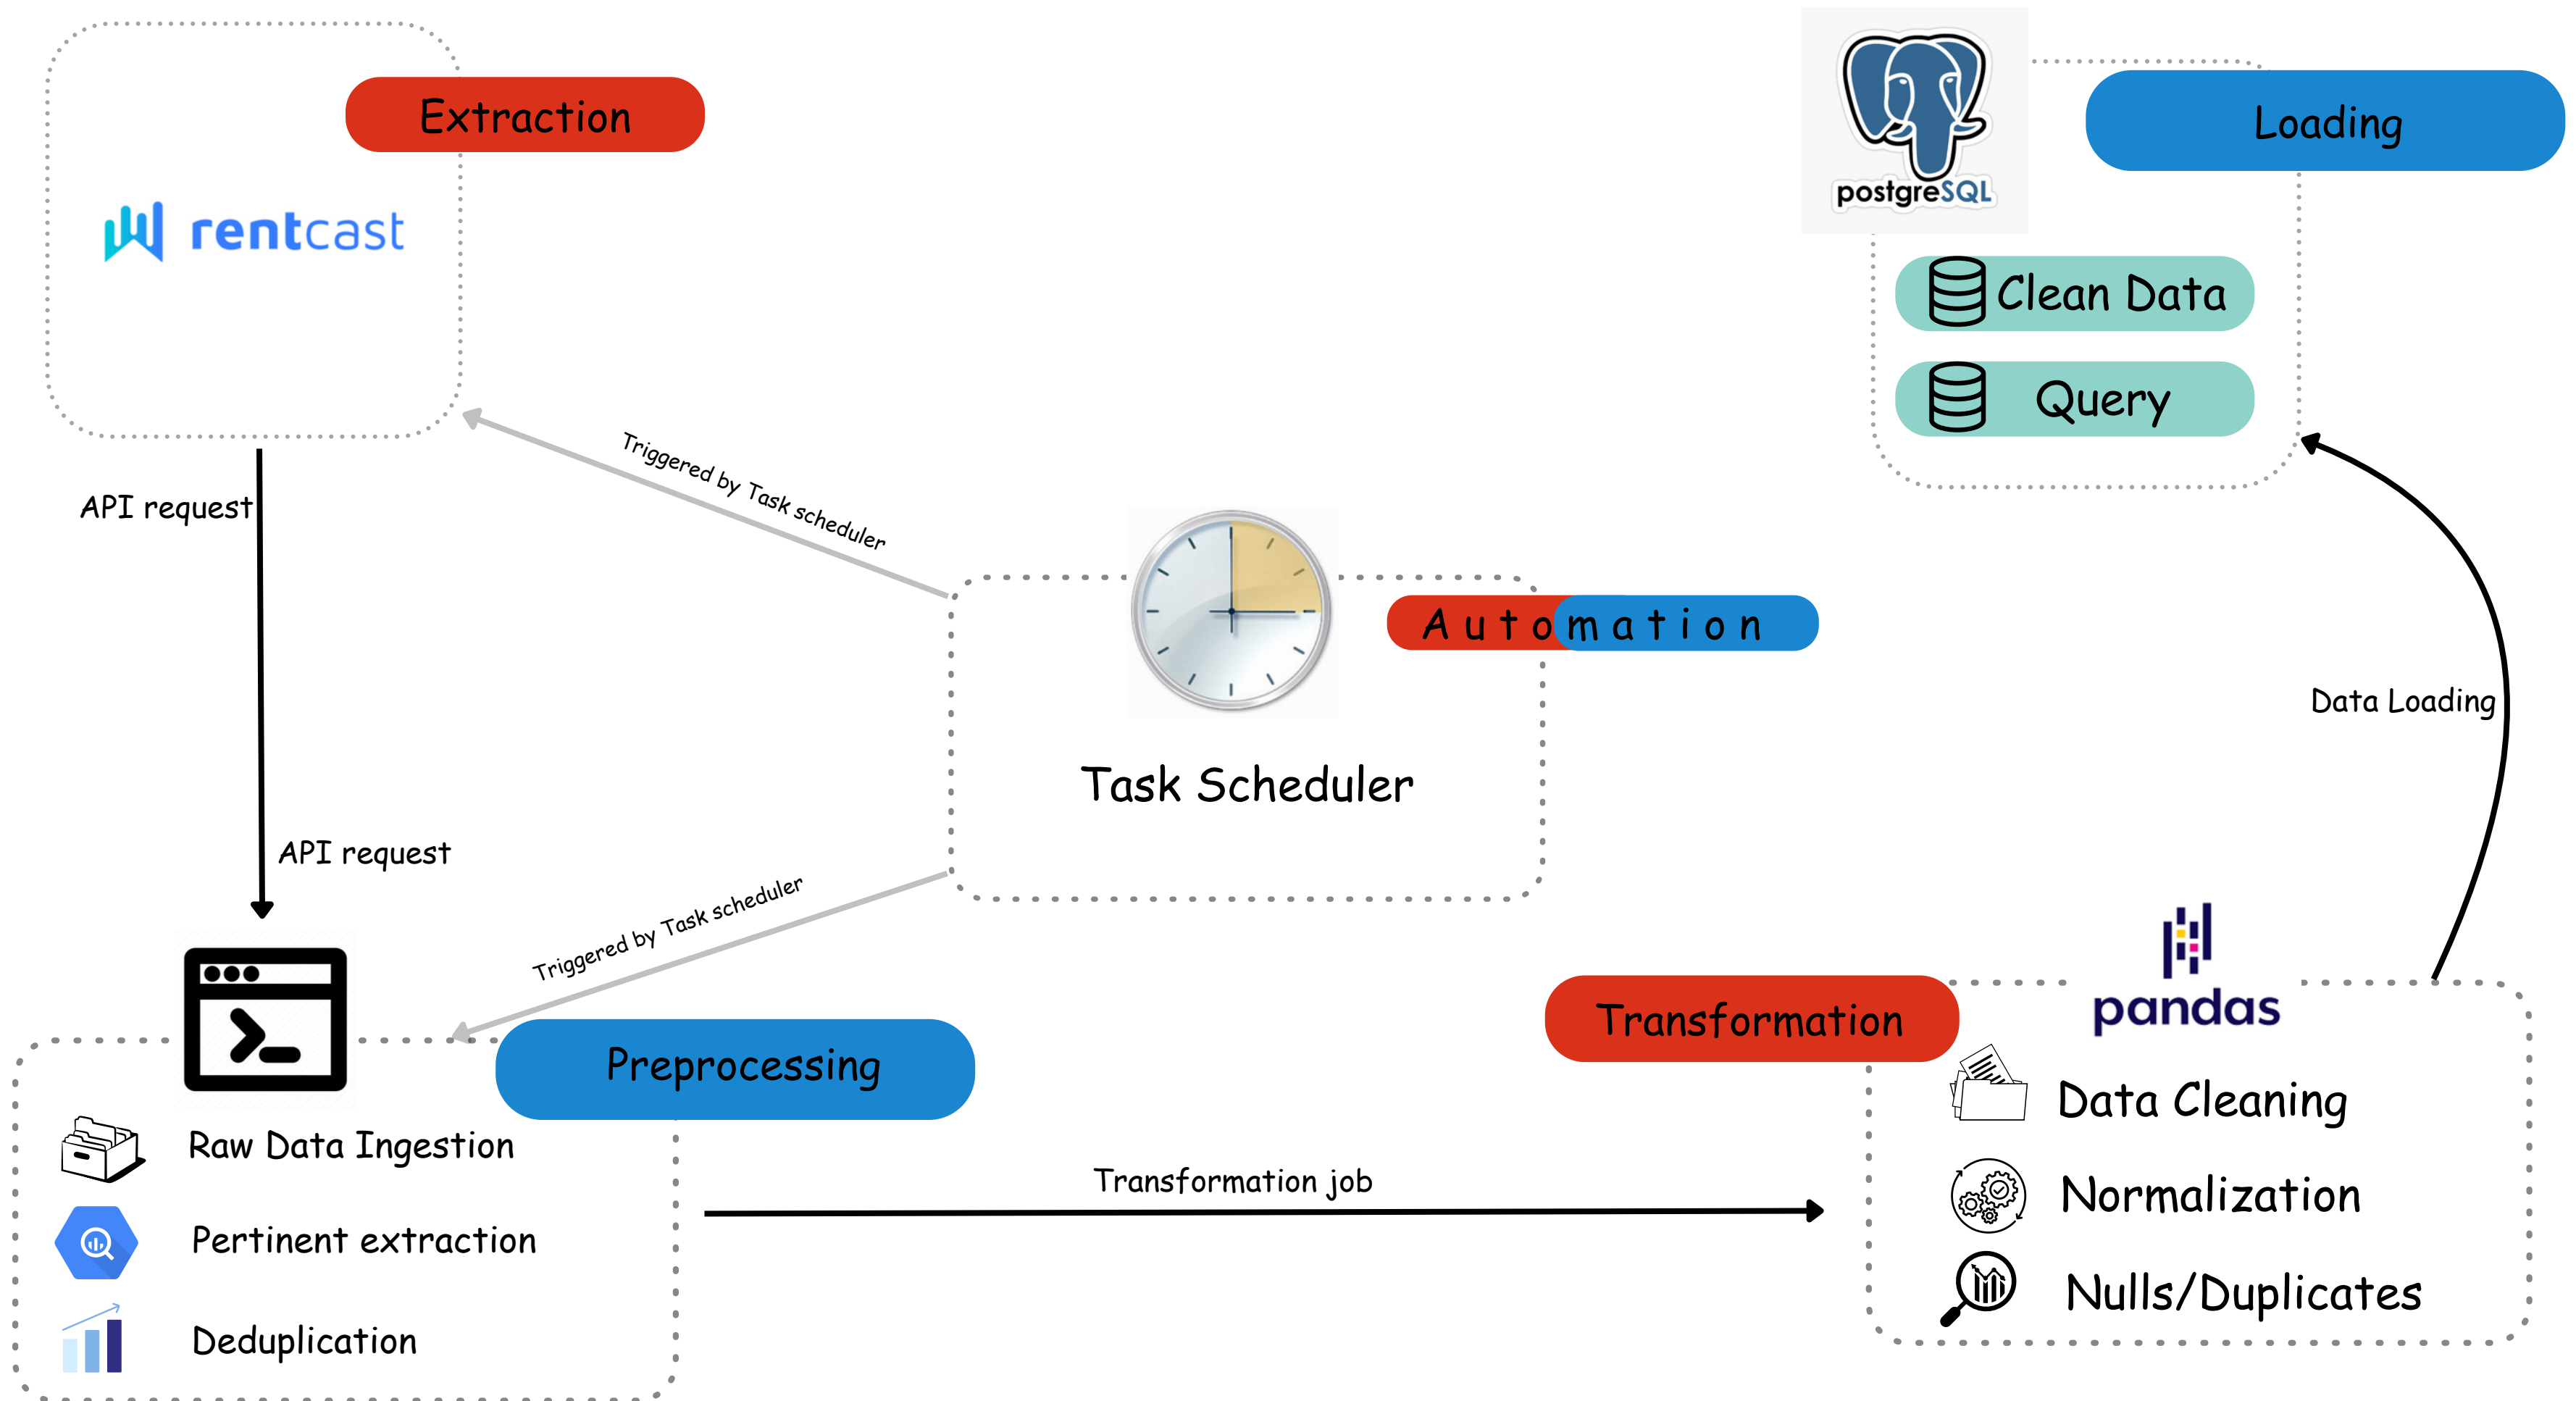 Extraction
rentcast
API request
API request
Triggered by Task scheduler
Triggered by Task scheduler
Automation
Task Scheduler
Preprocessing
Raw Data Ingestion
Pertinent extraction
Deduplication
Transformation job
Transformation
pandas
Data Cleaning
Normalization
Nulls/Duplicates
Data Loading
postgreSQL
Loading
Clean Data
Query